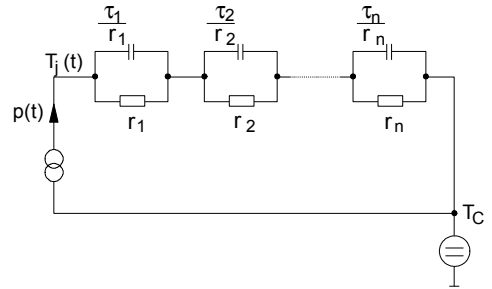 τ1/r1 τ2/r2 τn/rn
Tj(t)
r1 r2 rn
p(t)
TC